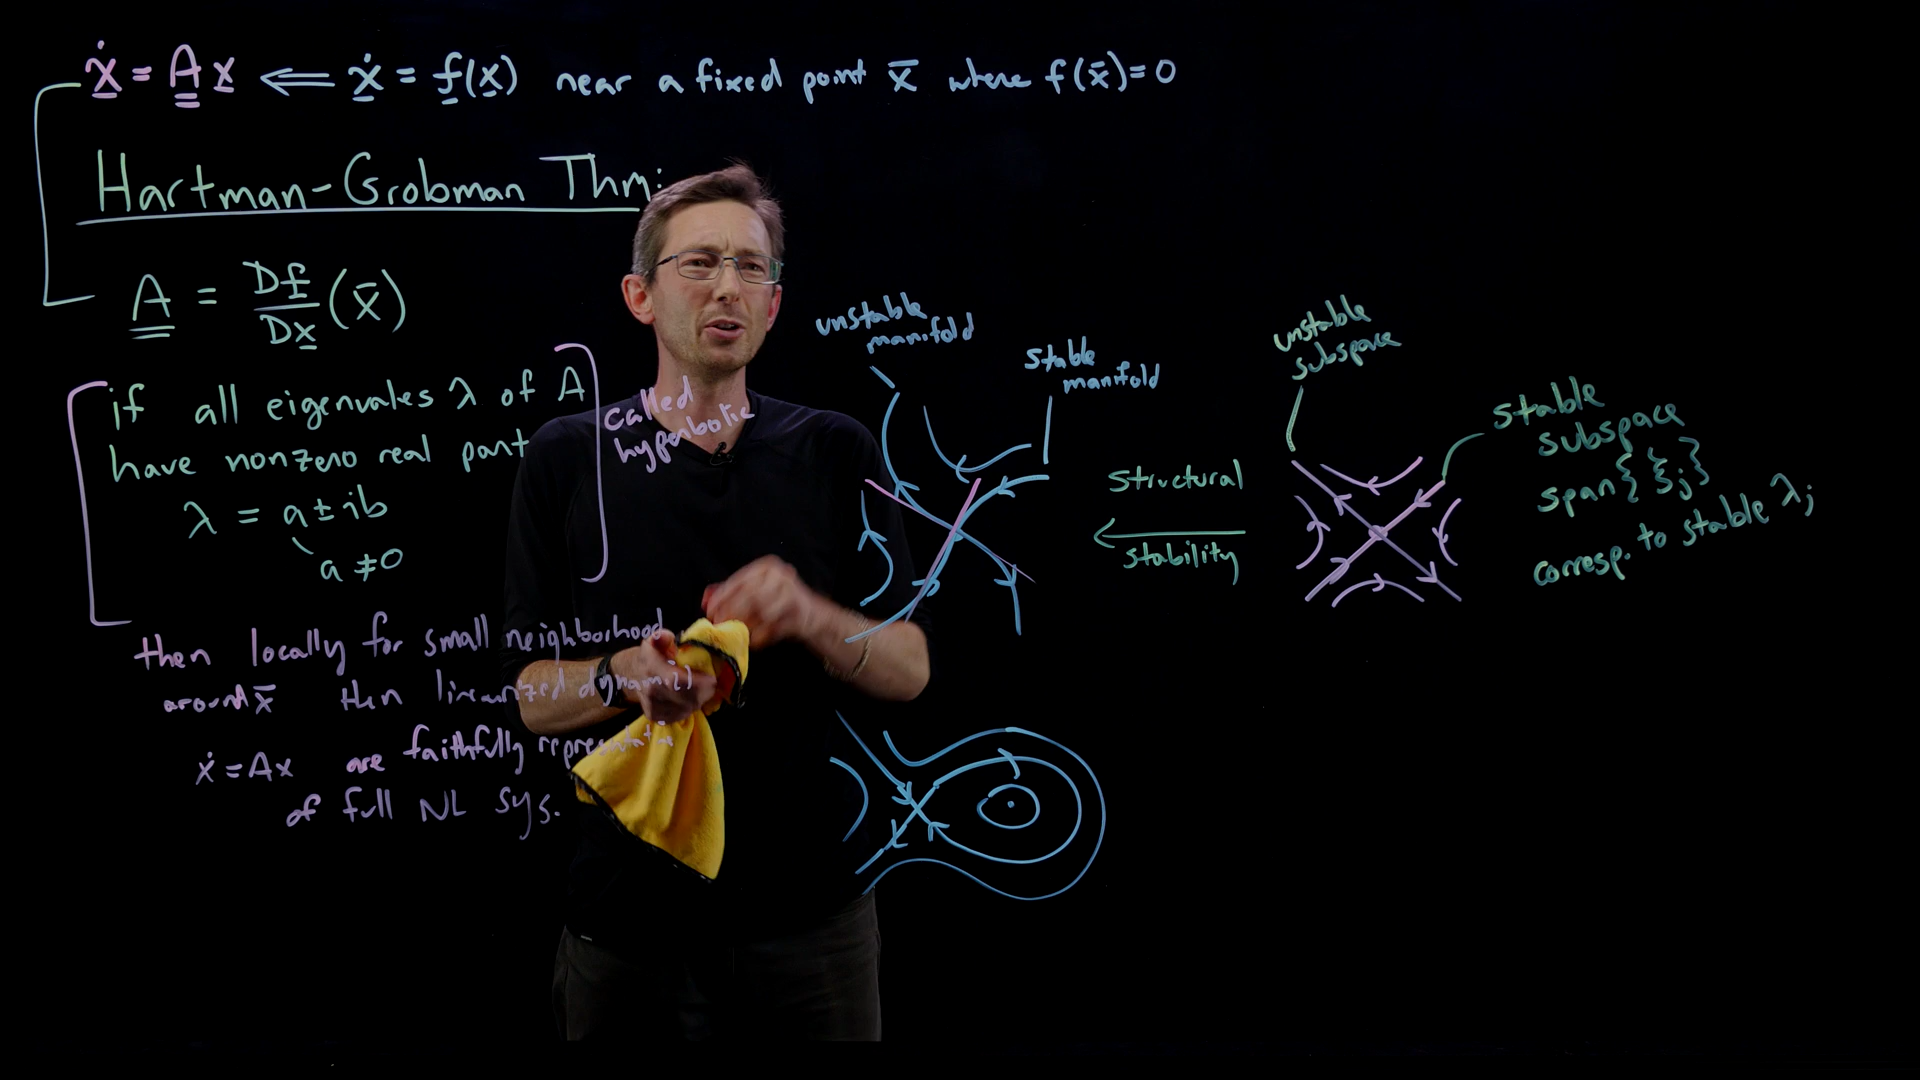 ẋ = A x ⟸ ẋ = f(x) near a fixed point x̄ where f(x̄)=0
Hartman-Grobman Thm:
A = Df/Dx (x̄)
if all eigenvales λ of A
have nonzero real part
λ = a ± ib
a ≠ 0
called
hyperbolic
then locally for small neighborhood
around x̄ then linearized dynamics
ẋ = Ax are faithfully
of full NL sys.
unstable
manifold
stable
manifold
structural
stability
unstable
subspace
stable
subspace
span{ξj}
corresp. to stable λj